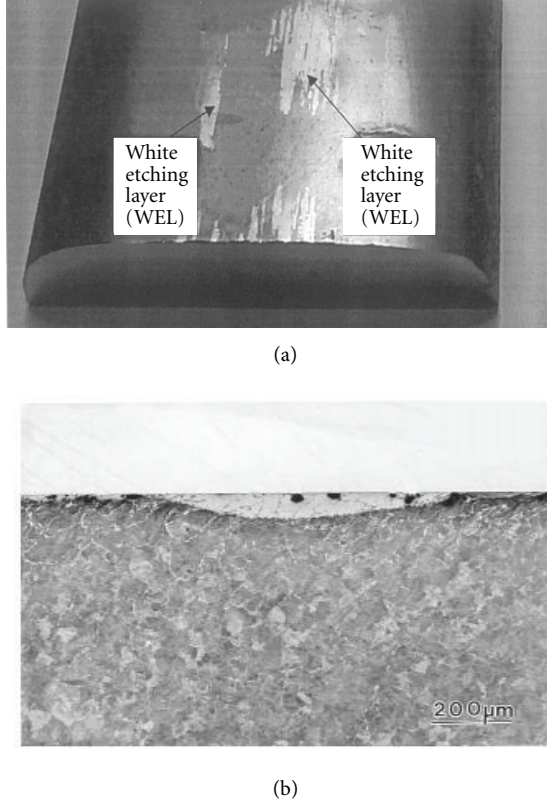 White
etching
layer
(WEL)
White
etching
layer
(WEL)
(a)
200µm
(b)